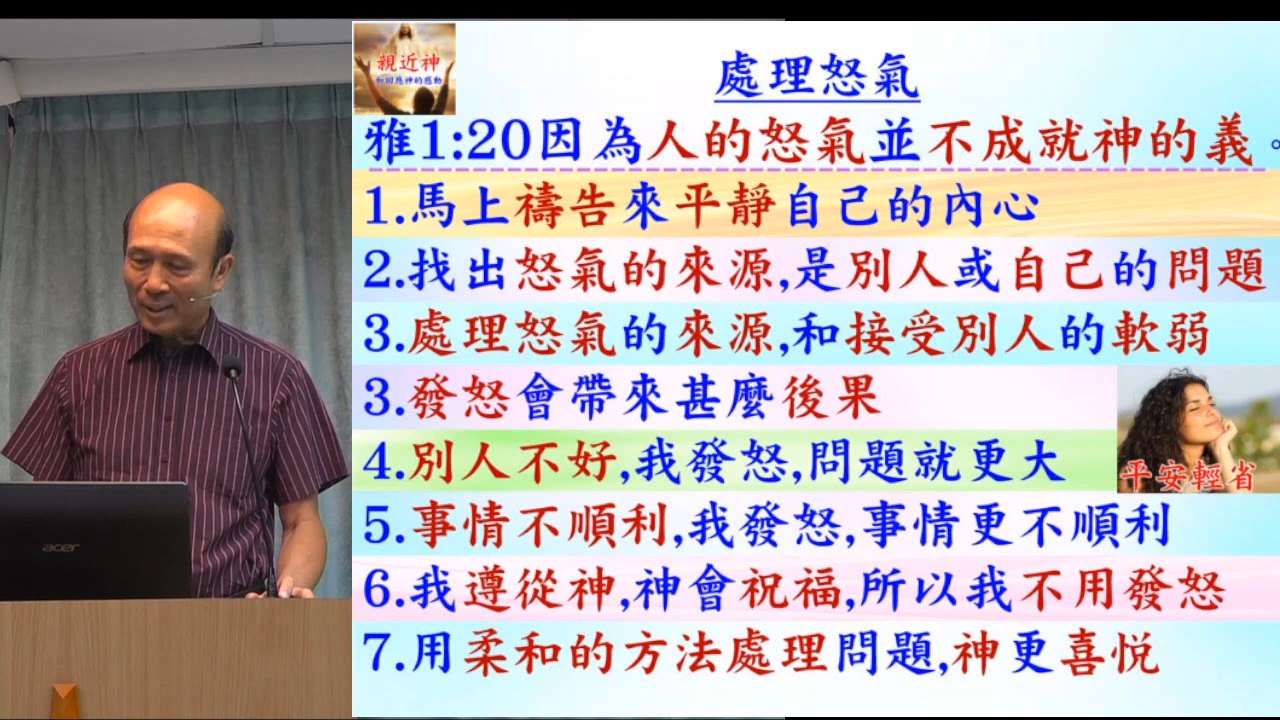 親近神
和回應神的感動
處理怒氣
雅1:20因為人的怒氣並不成就神的義。
1.馬上禱告來平靜自己的內心
2.找出怒氣的來源,是別人或自己的問題
3.處理怒氣的來源,和接受別人的軟弱
3.發怒會帶來甚麼後果
4.別人不好,我發怒,問題就更大
平安輕省
5.事情不順利,我發怒,事情更不順利
6.我遵從神,神會祝福,所以我不用發怒
7.用柔和的方法處理問題,神更喜悅
acer